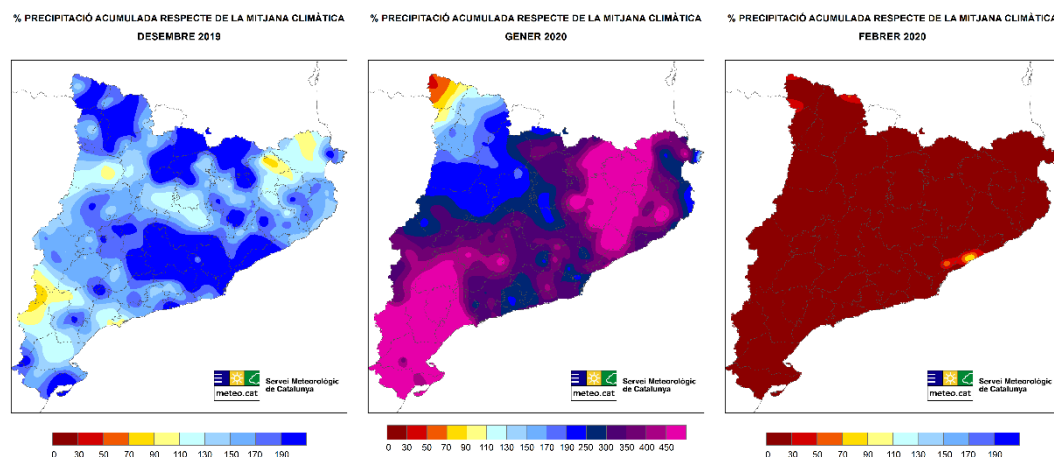 % PRECIPITACIÓ ACUMULADA RESPECTE DE LA MITJANA CLIMÀTICA
DESEMBRE 2019
% PRECIPITACIÓ ACUMULADA RESPECTE DE LA MITJANA CLIMÀTICA
GENER 2020
% PRECIPITACIÓ ACUMULADA RESPECTE DE LA MITJANA CLIMÀTICA
FEBRER 2020
meteo.cat
Servei Meteorològic
de Catalunya
meteo.cat
Servei Meteorològic
de Catalunya
meteo.cat
Servei Meteorològic
de Catalunya
0 30 50 70 90 110 130 150 170 190
0 30 50 70 90 110 130 150 170 190 250 300 350 400 450
0 30 50 70 90 110 130 150 170 190